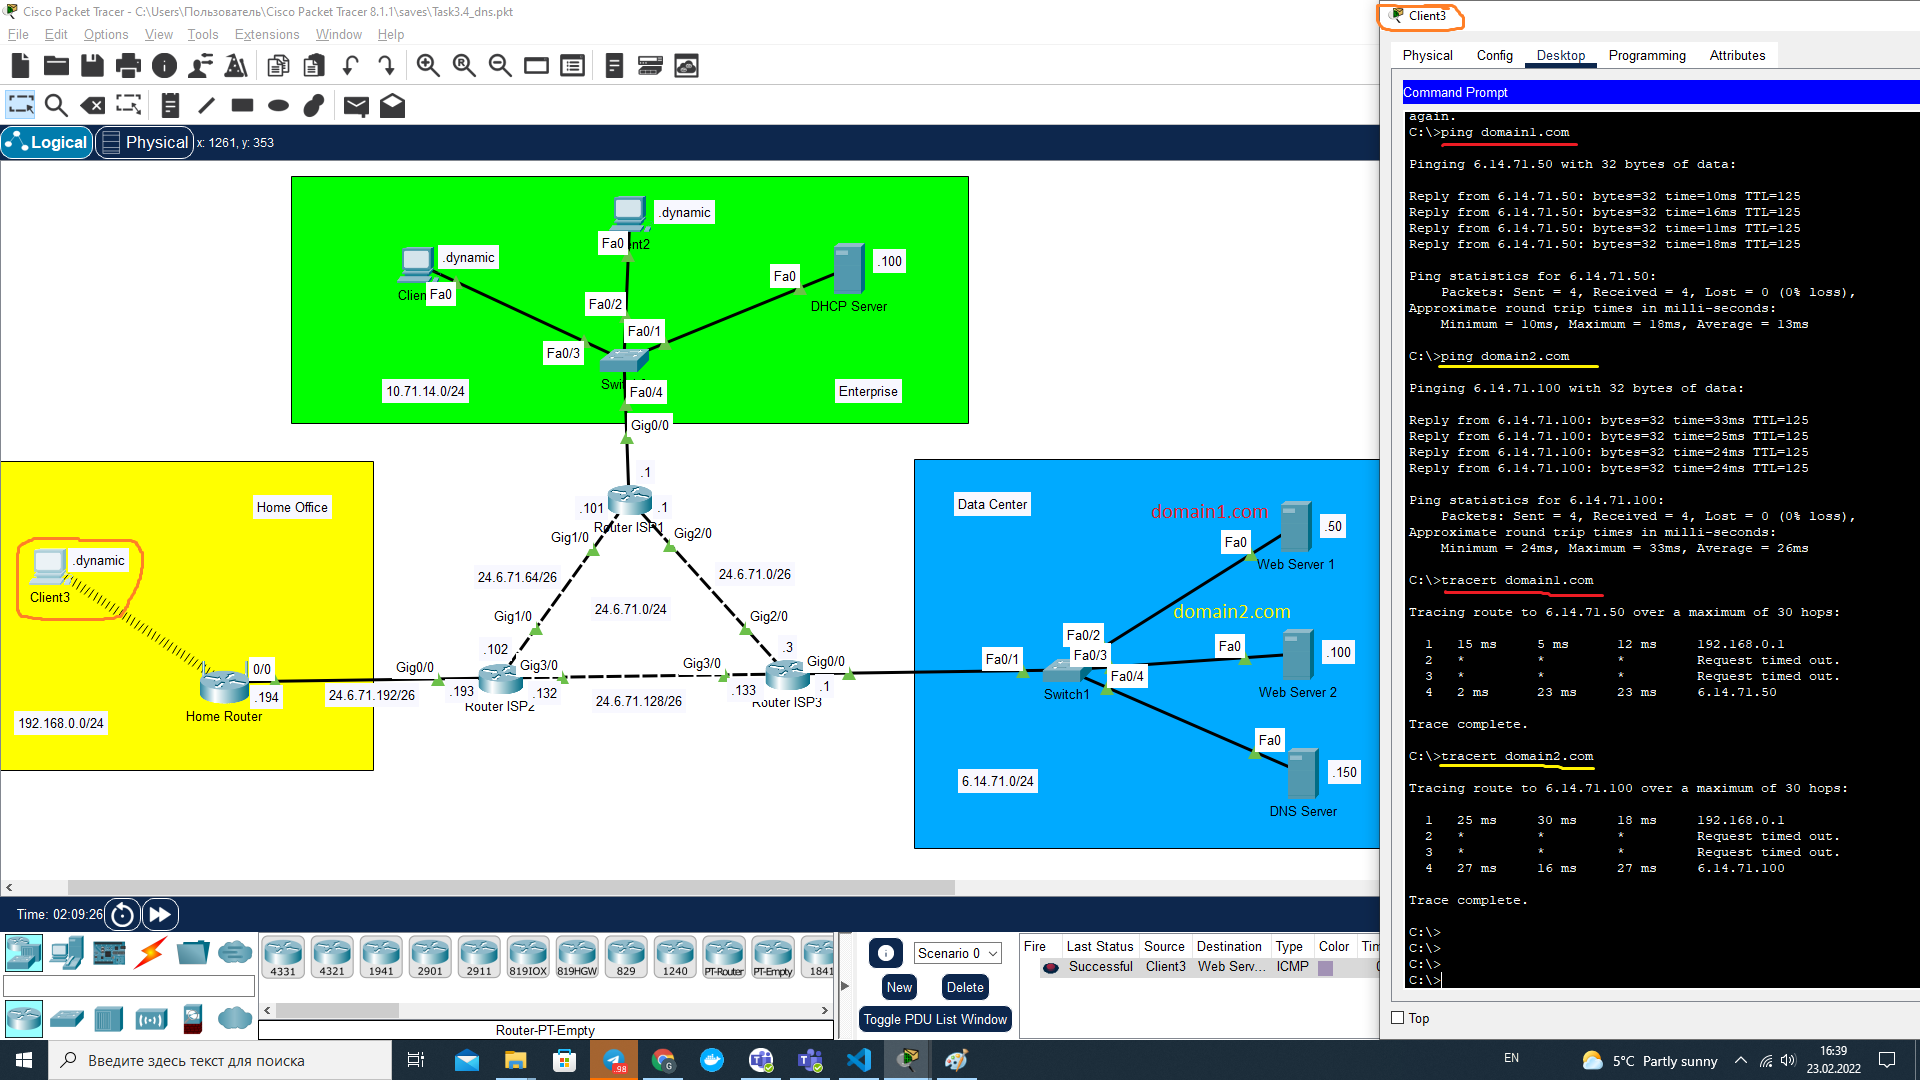 Cisco Packet Tracer - C:\Users\Пользователь\Cisco Packet Tracer 8.1.1\saves\Task3.4_dns.pkt
File Edit Options View Tools Extensions Window Help
Logical Physical x: 1261, y: 353
.dynamic
Fa0
nt2
.dynamic
Fa0
.100
Clien
Fa0
Fa0/2
DHCP Server
Fa0/1
Fa0/3
Swit
10.71.14.0/24
Fa0/4
Enterprise
Gig0/0
.1
Home Office
.101
.1
Router ISP1
Gig1/0
Gig2/0
.dynamic
Client3
24.6.71.64/26
24.6.71.0/26
24.6.71.0/24
Gig1/0
Gig2/0
.102
.3
0/0
Gig0/0
Gig3/0
Gig3/0
Gig0/0
.194
24.6.71.192/26
.193
.132
.133
.1
Home Router
Router ISP2
24.6.71.128/26
Router ISP3
192.168.0.0/24
Data Center
domain1.com
.50
Fa0
Web Server 1
domain2.com
Fa0/2
Fa0
.100
Fa0/1
Fa0/3
Fa0/4
Switch1
Web Server 2
Fa0
.150
6.14.71.0/24
DNS Server
Time: 02:09:26
4331 4321 1941 2901 2911 819IOX 819HGW 829 1240 PT-Router PT-Empty 1841
Router-PT-Empty
Scenario 0
New Delete
Toggle PDU List Window
Fire Last Status Source Destination Type Color Tim
Successful Client3 Web Serv... ICMP
Client3
Physical Config Desktop Programming Attributes
Command Prompt
again.
C:\>ping domain1.com
Pinging 6.14.71.50 with 32 bytes of data:
Reply from 6.14.71.50: bytes=32 time=10ms TTL=125
Reply from 6.14.71.50: bytes=32 time=16ms TTL=125
Reply from 6.14.71.50: bytes=32 time=11ms TTL=125
Reply from 6.14.71.50: bytes=32 time=18ms TTL=125
Ping statistics for 6.14.71.50:
Packets: Sent = 4, Received = 4, Lost = 0 (0% loss),
Approximate round trip times in milli-seconds:
Minimum = 10ms, Maximum = 18ms, Average = 13ms
C:\>ping domain2.com
Pinging 6.14.71.100 with 32 bytes of data:
Reply from 6.14.71.100: bytes=32 time=33ms TTL=125
Reply from 6.14.71.100: bytes=32 time=25ms TTL=125
Reply from 6.14.71.100: bytes=32 time=24ms TTL=125
Reply from 6.14.71.100: bytes=32 time=24ms TTL=125
Ping statistics for 6.14.71.100:
Packets: Sent = 4, Received = 4, Lost = 0 (0% loss),
Approximate round trip times in milli-seconds:
Minimum = 24ms, Maximum = 33ms, Average = 26ms
C:\>tracert domain1.com
Tracing route to 6.14.71.50 over a maximum of 30 hops:
1 15 ms 5 ms 12 ms 192.168.0.1
2 * * * Request timed out.
3 * * * Request timed out.
4 2 ms 23 ms 23 ms 6.14.71.50
Trace complete.
C:\>tracert domain2.com
Tracing route to 6.14.71.100 over a maximum of 30 hops:
1 25 ms 30 ms 18 ms 192.168.0.1
2 * * * Request timed out.
3 * * * Request timed out.
4 27 ms 16 ms 27 ms 6.14.71.100
Trace complete.
C:\>
C:\>
C:\>
C:\>
Top
Введите здесь текст для поиска
.98
EN
5°C Partly sunny
16:39
23.02.2022